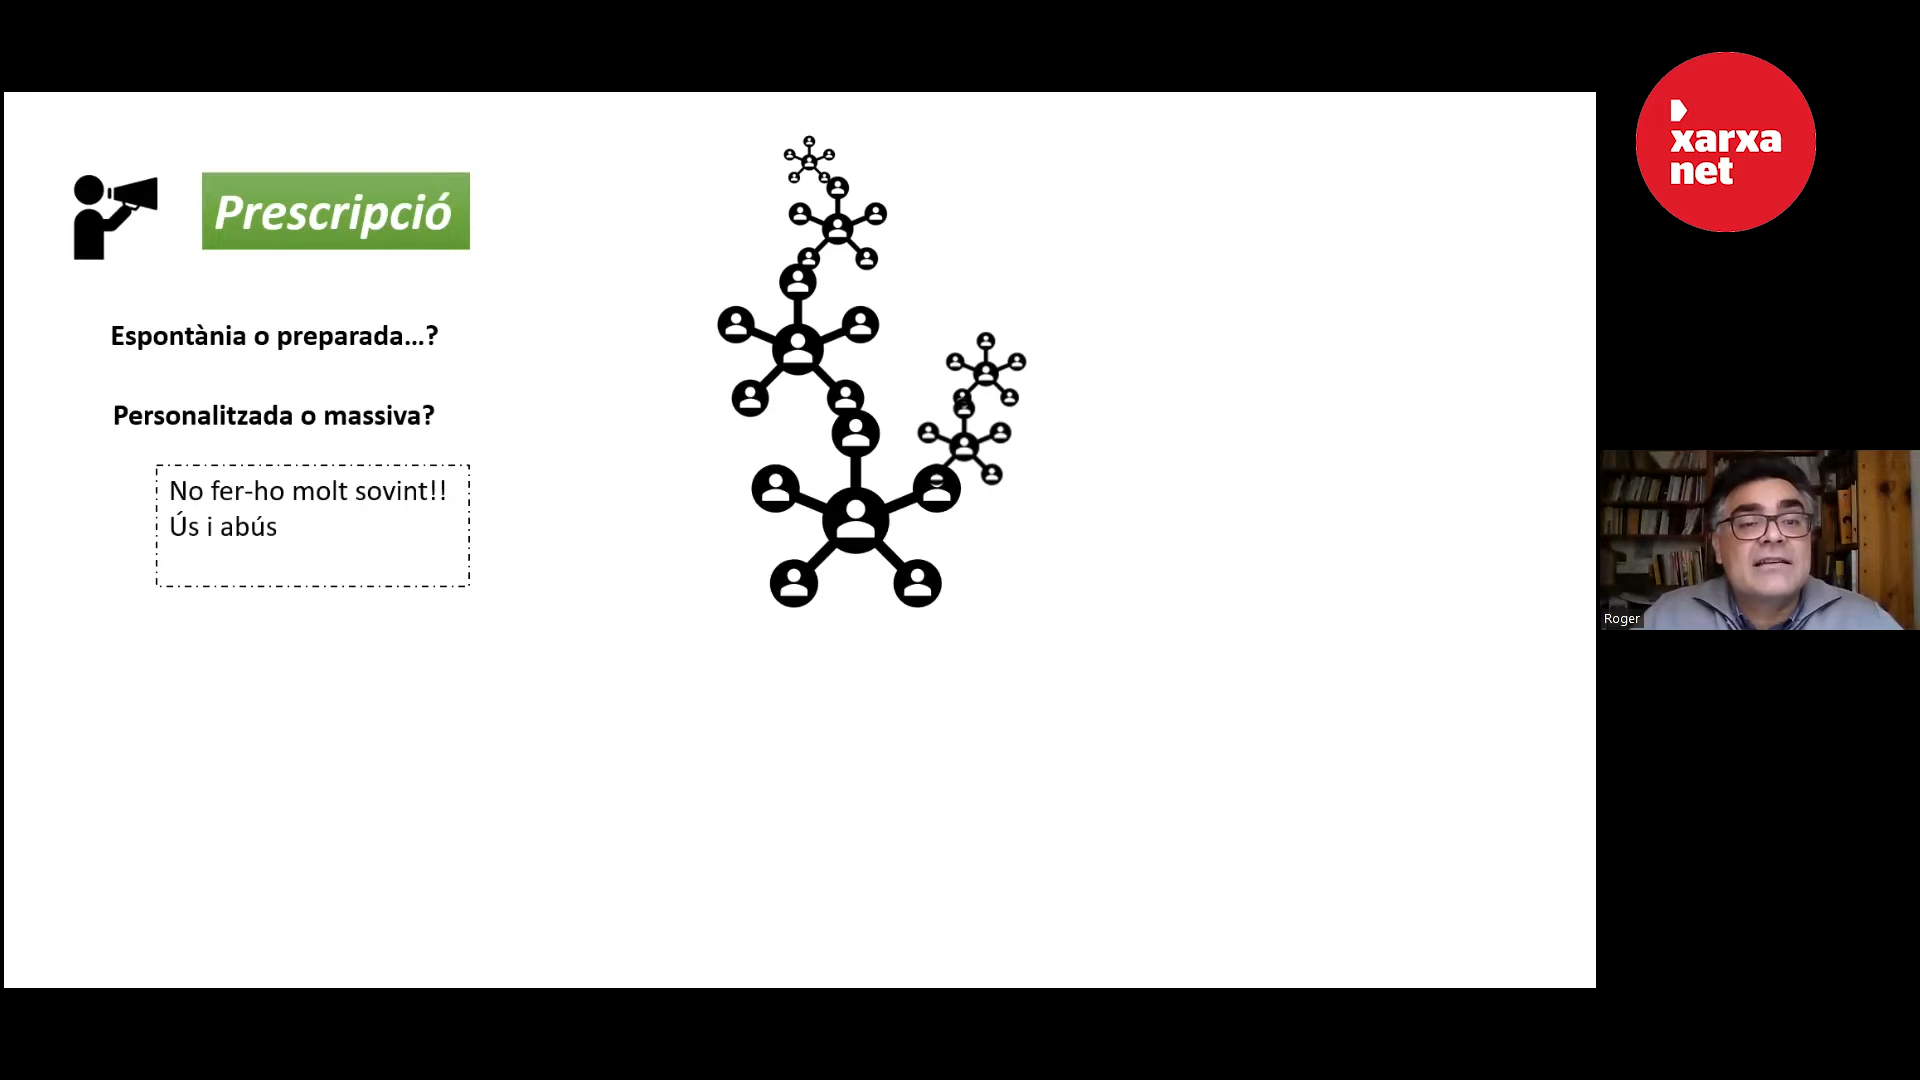 Prescripció
Espontània o preparada...?
Personalitzada o massiva?
No fer-ho molt sovint!!
Ús i abús
xarxa
net
Roger